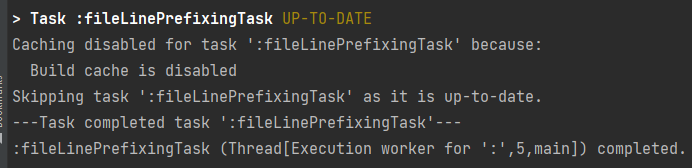 > Task :fileLinePrefixingTask UP-TO-DATE
Caching disabled for task ':fileLinePrefixingTask' because:
  Build cache is disabled
Skipping task ':fileLinePrefixingTask' as it is up-to-date.
---Task completed task ':fileLinePrefixingTask'---
:fileLinePrefixingTask (Thread[Execution worker for ':',5,main]) completed.